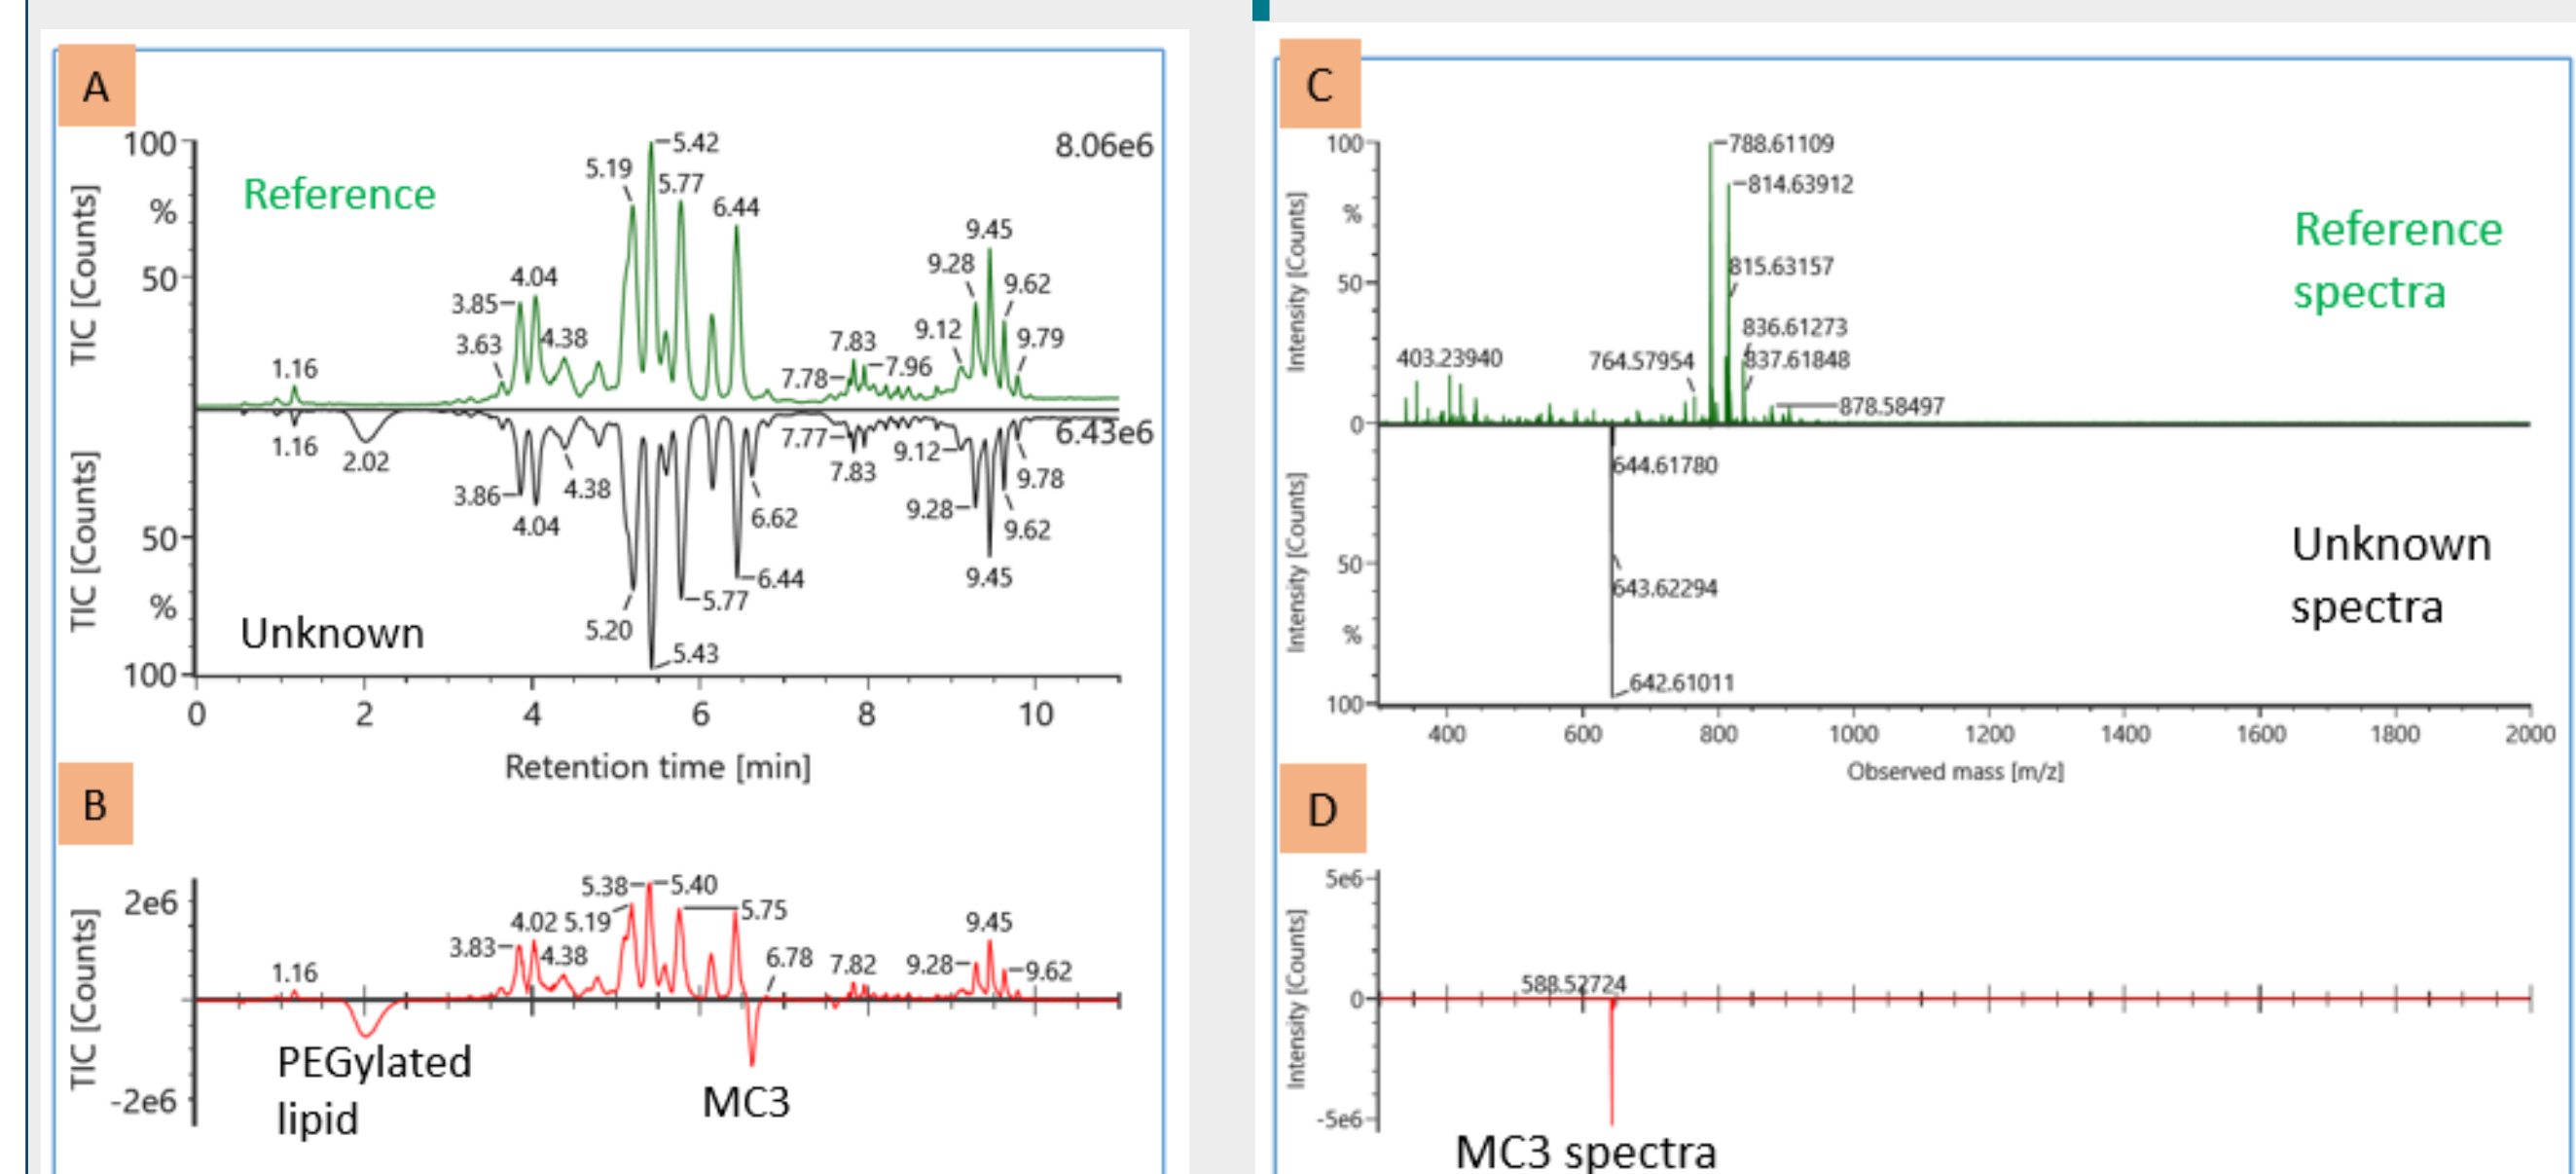 A
100
5.42
8.06e6
5.19
5.77
Reference
%
6.44
TIC [Counts]
9.45
9.28
4.04
9.62
50
3.85
9.12
9.79
3.63
4.38
7.83
7.96
1.16
7.78
6.43e6
1.16
2.02
7.77
9.12
7.83
9.78
3.86
4.38
9.28
4.04
6.62
9.62
50
TIC [Counts]
9.45
6.44
%
5.77
Unknown
5.20
5.43
100
0 2 4 6 8 10
Retention time [min]
B
2e6
5.38
5.40
5.75
4.02
5.19
9.45
3.83
4.38
6.78
7.82
9.28
9.62
1.16
TIC [Counts]
PEGylated
lipid
MC3
-2e6
C
100
788.61109
814.63912
%
Reference
spectra
Intensity [Counts]
815.63157
50
836.61273
403.23940
764.57954
837.61848
878.58497
0
644.61780
Unknown
spectra
50
643.62294
Intensity [Counts]
%
642.61011
100
400 600 800 1000 1200 1400 1600 1800 2000
Observed mass [m/z]
D
5e6
588.52724
0
Intensity [Counts]
-5e6
MC3 spectra